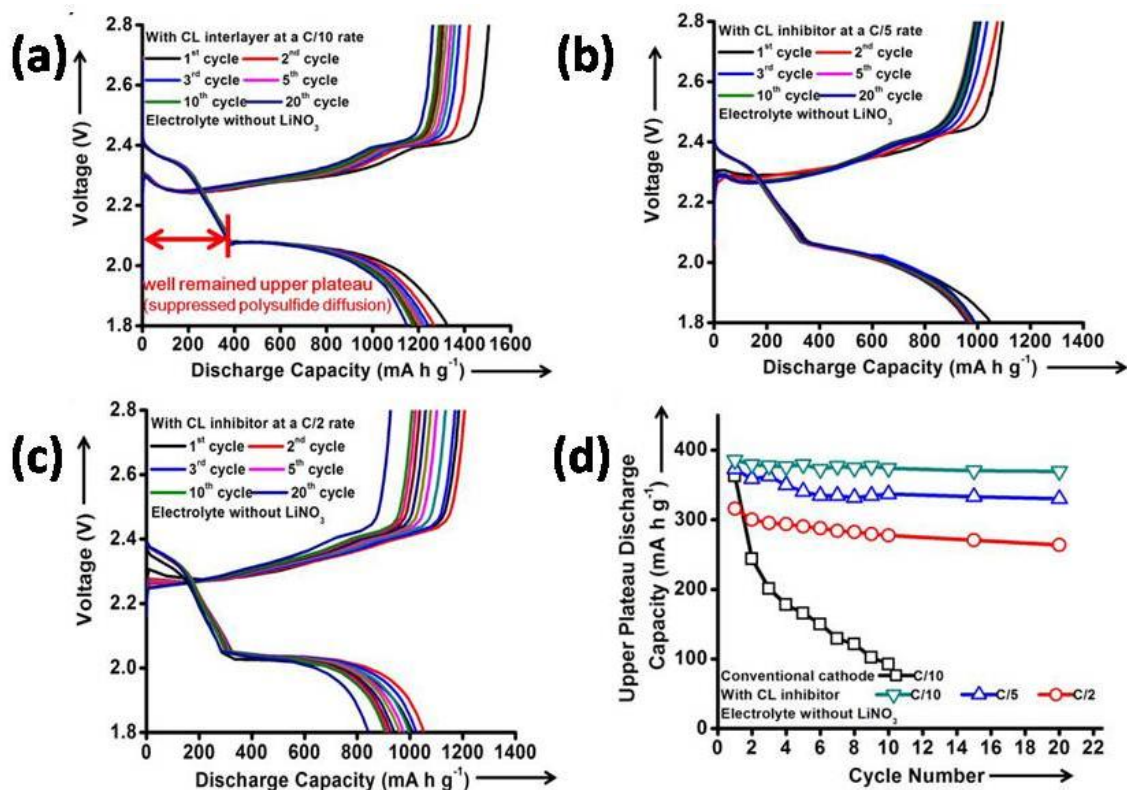 (a)
With CL interlayer at a C/10 rate
1st cycle 2nd cycle
3rd cycle 5th cycle
10th cycle 20th cycle
Electrolyte without LiNO3
well remained upper plateau
(suppressed polysulfide diffusion)
Voltage (V)
2.8
2.6
2.4
2.2
2.0
1.8
0 200 400 600 800 1000 1200 1400 1600
Discharge Capacity (mA h g-1)
(b)
With CL inhibitor at a C/5 rate
1st cycle 2nd cycle
3rd cycle 5th cycle
10th cycle 20th cycle
Electrolyte without LiNO3
Voltage (V)
2.8
2.6
2.4
2.2
2.0
1.8
0 200 400 600 800 1000 1200 1400
Discharge Capacity (mA h g-1)
(c)
With CL inhibitor at a C/2 rate
1st cycle 2nd cycle
3rd cycle 5th cycle
10th cycle 20th cycle
Electrolyte without LiNO3
Voltage (V)
2.8
2.6
2.4
2.2
2.0
1.8
0 200 400 600 800 1000 1200 1400
Discharge Capacity (mA h g-1)
(d)
Upper Plateau Discharge
Capacity (mA h g-1)
400
300
200
100
0
Conventional cathode C/10
With CL inhibitor C/10 C/5 C/2
Electrolyte without LiNO3
0 2 4 6 8 10 12 14 16 18 20 22
Cycle Number